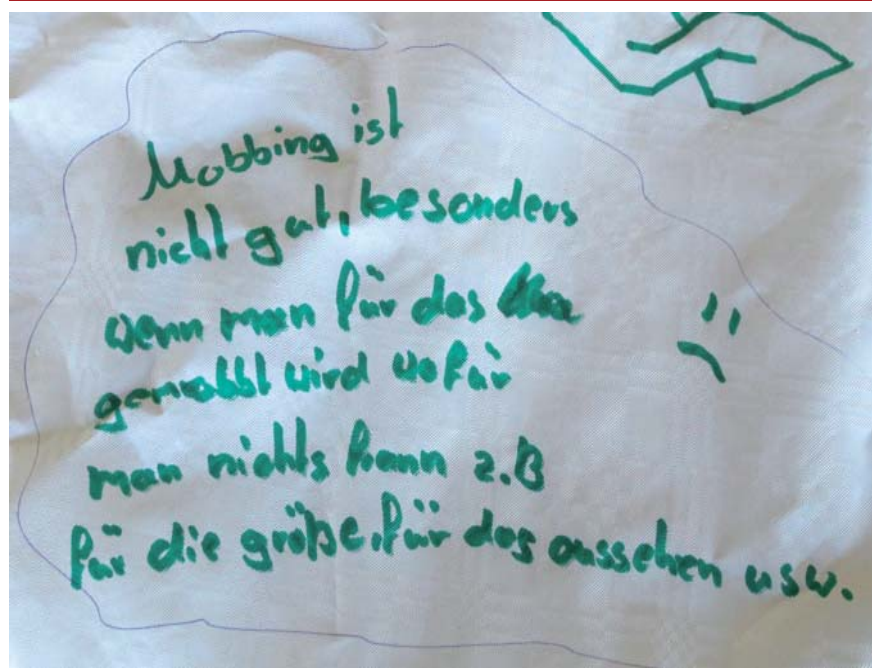 Mobbing ist
nicht gut, besonders
wenn man für das
gemobbt wird wofür
man nichts kann z.B
für die größe, für das aussehen usw.